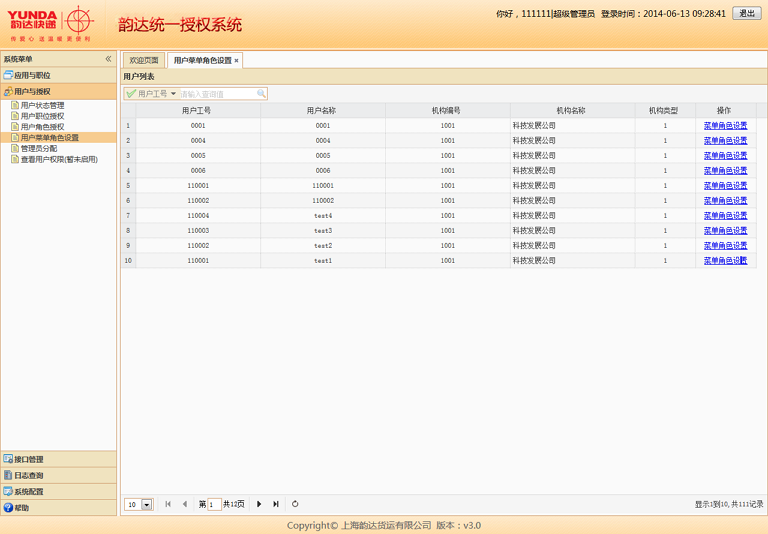 YUNDA
韵达快递
传爱心 送温暖 更便利
韵达统一授权系统
你好，111111|超级管理员 登录时间：2014-06-13 09:28:41 退出
系统菜单
应用与职位
用户与授权
用户状态管理
用户职位授权
用户角色授权
用户菜单角色设置
管理员分配
查看用户权限(暂未启用)
接口管理
日志查询
系统配置
帮助
欢迎页面 用户菜单角色设置
用户列表
用户工号 请输入查询值
用户工号 用户名称 机构编号 机构名称 机构类型 操作
1 0001 0001 1001 科技发展公司 1 菜单角色设置
2 0004 0004 1001 科技发展公司 1 菜单角色设置
3 0005 0005 1001 科技发展公司 1 菜单角色设置
4 0006 0006 1001 科技发展公司 1 菜单角色设置
5 110001 110001 1001 科技发展公司 1 菜单角色设置
6 110002 110002 1001 科技发展公司 1 菜单角色设置
7 110004 test4 1001 科技发展公司 1 菜单角色设置
8 110003 test3 1001 科技发展公司 1 菜单角色设置
9 110002 test2 1001 科技发展公司 1 菜单角色设置
10 110001 test1 1001 科技发展公司 1 菜单角色设置
10 第 1 共12页 显示1到10, 共111记录
Copyright© 上海韵达货运有限公司 版本：v3.0